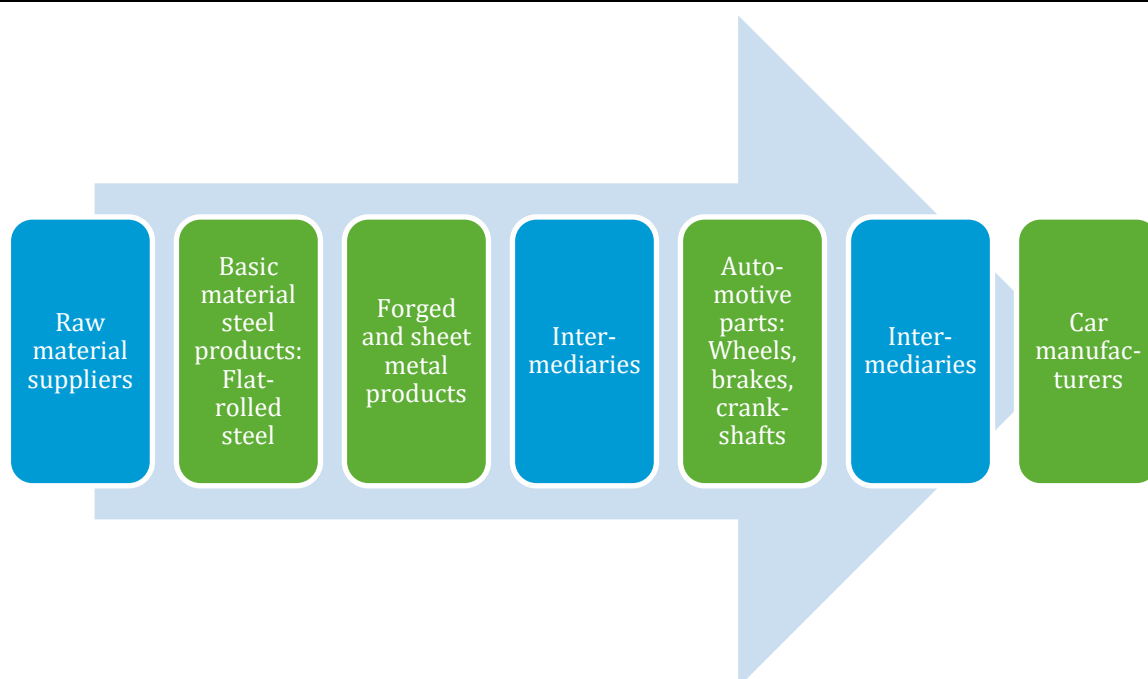 Raw
material
suppliers
Basic
material
steel
products:
Flat-
rolled
steel
Forged
and sheet
metal
products
Inter-
mediaries
Auto-
motive
parts:
Wheels,
brakes,
crank-
shafts
Inter-
mediaries
Car
manufac-
turers